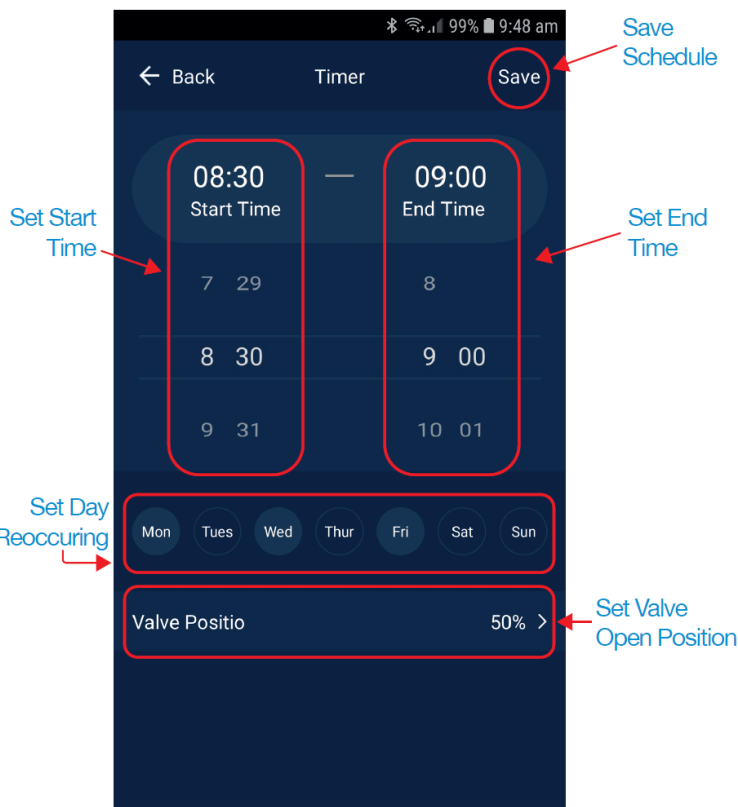 99% 9:48 am
Save
Schedule
← Back Timer Save
08:30 — 09:00
Start Time End Time
Set Start
Time
Set End
Time
7 29 8
8 30 9 00
9 31 10 01
Set Day
Reoccuring
Mon Tues Wed Thur Fri Sat Sun
Valve Positio 50% >
Set Valve
Open Position